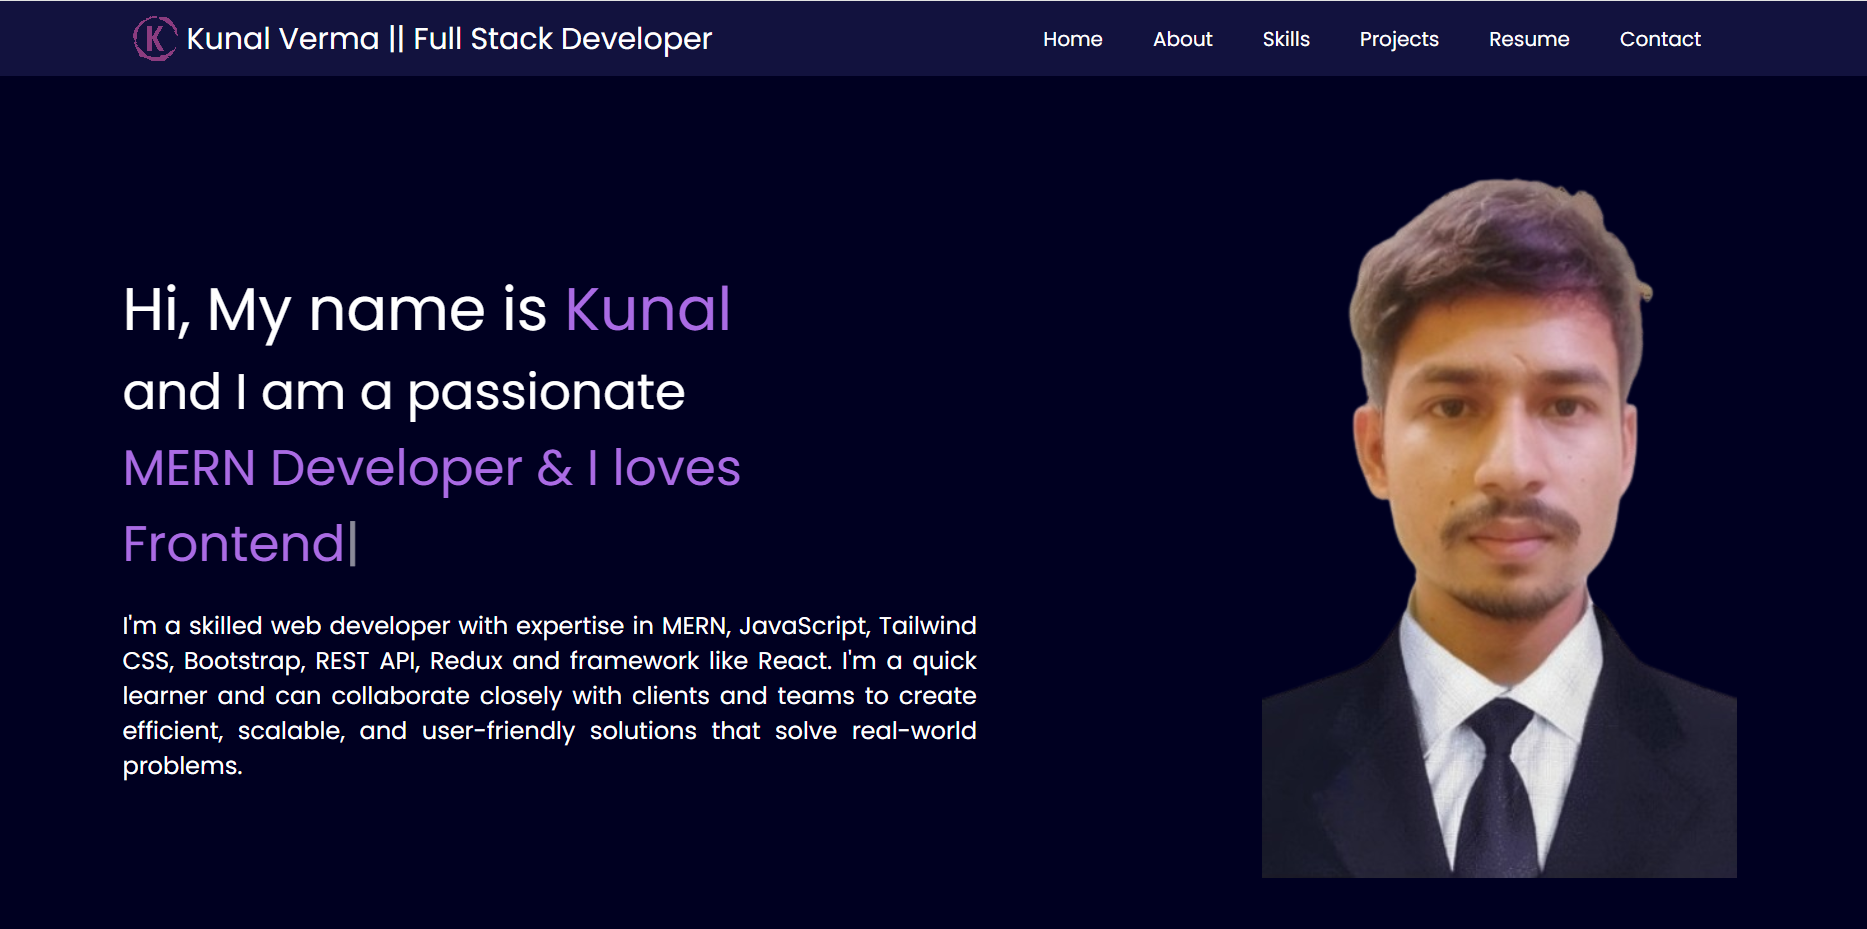 K Kunal Verma || Full Stack Developer
Home About Skills Projects Resume Contact
Hi, My name is Kunal
and I am a passionate
MERN Developer & I loves
Frontend|
I'm a skilled web developer with expertise in MERN, JavaScript, Tailwind
CSS, Bootstrap, REST API, Redux and framework like React. I'm a quick
learner and can collaborate closely with clients and teams to create
efficient, scalable, and user-friendly solutions that solve real-world
problems.